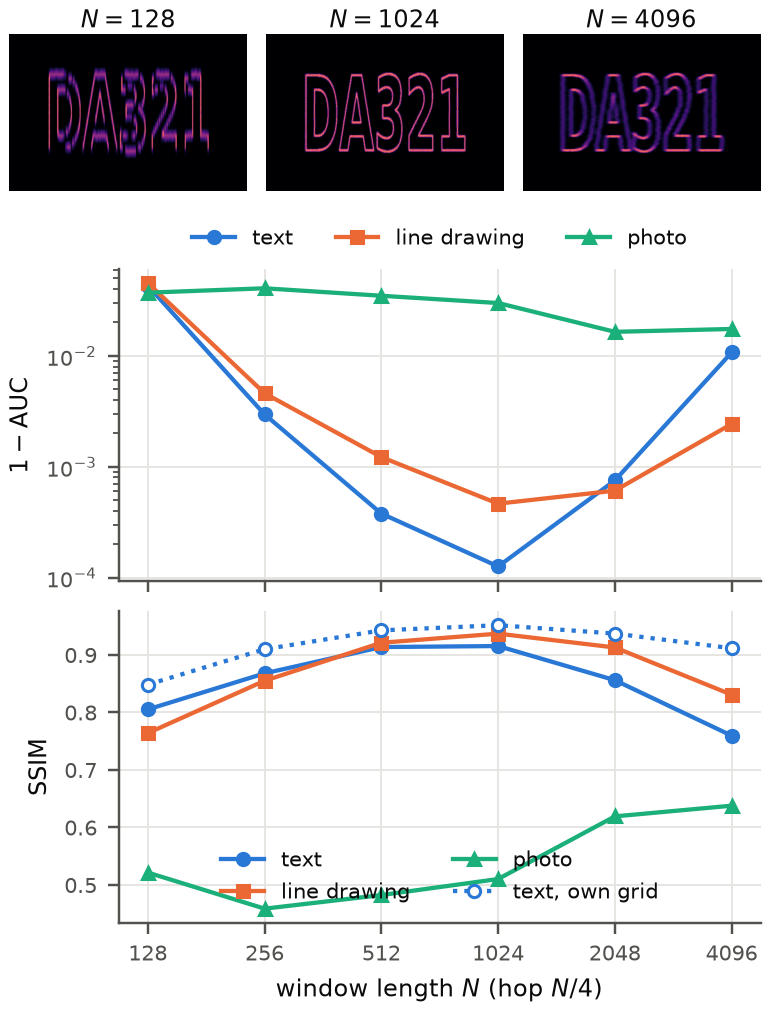 N = 128 N = 1024 N = 4096
DA321 DA321 DA321
text line drawing photo
1 − AUC
10⁻²
10⁻³
10⁻⁴
SSIM
0.9
0.8
0.7
0.6
0.5
text photo
line drawing text, own grid
128 256 512 1024 2048 4096
window length N (hop N/4)